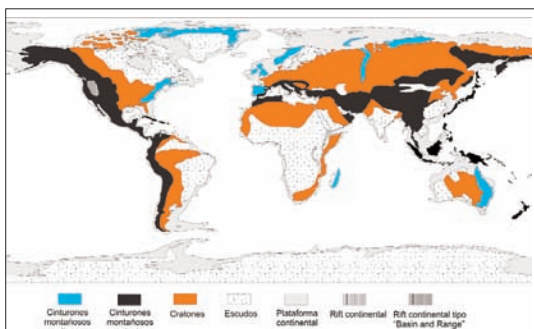 Cinturones
montañosos
Cinturones
montañosos
Cratones
Escudos
Plataforma
continental
Rift continental
Rift continental tipo
"Basin and Range"